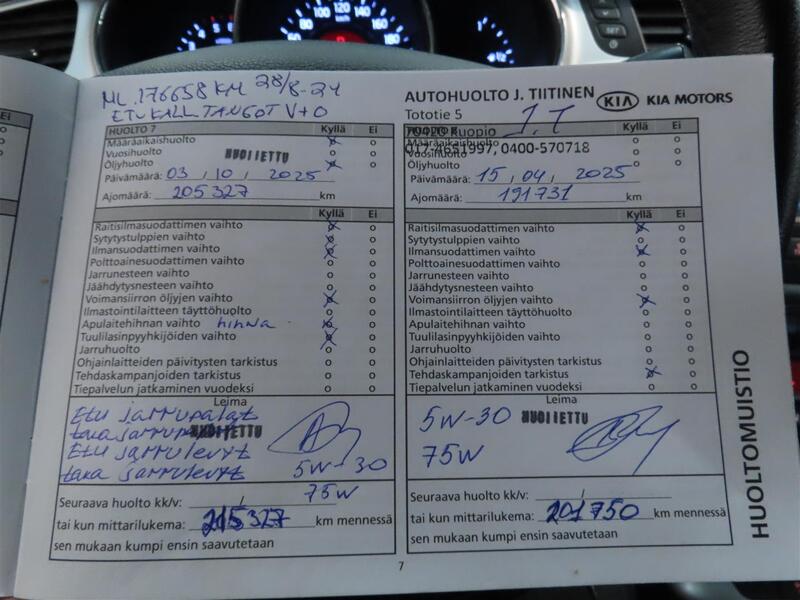 ML.176658 KM 28/8-24
ETU KALL.TANGOT V+O
HUOLTO 7 Kyllä Ei
Määräaikaishuolto
Vuosihuolto HUOLLETTU
Öljyhuolto
Päivämäärä: 03, 10, 2025
Ajomäärä: 205327 km
Kyllä Ei
Raitisilmasuodattimen vaihto
Sytytystulppien vaihto
Ilmansuodattimen vaihto
Polttoainesuodattimen vaihto
Jarrunesteen vaihto
Jäähdytysnesteen vaihto
Voimansiirron öljyjen vaihto
Ilmastointilaitteen täyttöhuolto
Apulaitehihnan vaihto hihna
Tuulilasinpyyhkijöiden vaihto
Jarruhuolto
Ohjainlaitteiden päivitysten tarkistus
Tehdaskampanjoiden tarkistus
Tiepalvelun jatkaminen vuodeksi
Leima
Etu jarrupalat
taka HUOLLETTU
Etu jarrulevyt
taka jarrulevyt 5W-30
75W
Seuraava huolto kk/v: /
tai kun mittarilukema: 215327 km mennessä
sen mukaan kumpi ensin saavutetaan
AUTOHUOLTO J. TIITINEN KIA KIA MOTORS
Tototie 5 J.T
70420 Kuopio
017-4651997, 0400-570718
Kyllä Ei
Määräaikaishuolto
Vuosihuolto
Öljyhuolto
Päivämäärä: 15, 04, 2025
Ajomäärä: 191731 km
Kyllä Ei
Raitisilmasuodattimen vaihto
Sytytystulppien vaihto
Ilmansuodattimen vaihto
Polttoainesuodattimen vaihto
Jarrunesteen vaihto
Jäähdytysnesteen vaihto
Voimansiirron öljyjen vaihto
Ilmastointilaitteen täyttöhuolto
Apulaitehihnan vaihto
Tuulilasinpyyhkijöiden vaihto
Jarruhuolto
Ohjainlaitteiden päivitysten tarkistus
Tehdaskampanjoiden tarkistus
Tiepalvelun jatkaminen vuodeksi
Leima
5W-30 HUOLLETTU
75W
Seuraava huolto kk/v: /
tai kun mittarilukema: 201750 km mennessä
sen mukaan kumpi ensin saavutetaan
HUOLTOMUISTIO
7